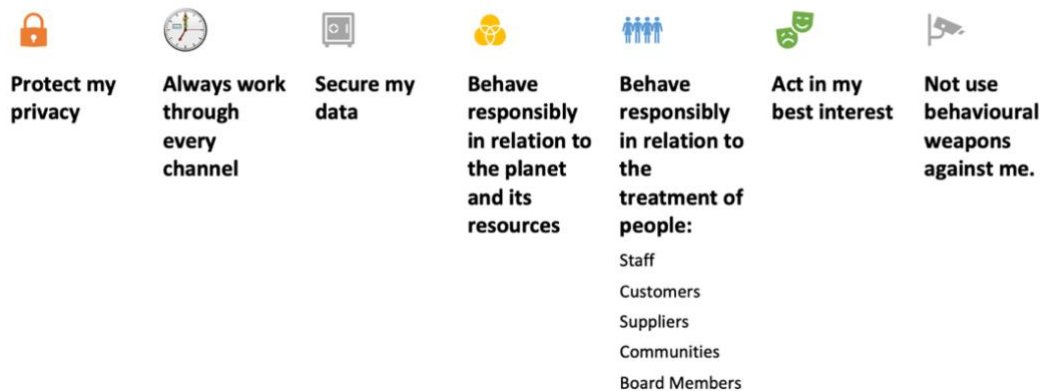 Protect my
privacy
Always work
through
every
channel
Secure my
data
Behave
responsibly
in relation to
the planet
and its
resources
Behave
responsibly
in relation to
the
treatment of
people:
Staff
Customers
Suppliers
Communities
Board Members
Act in my
best interest
Not use
behavioural
weapons
against me.